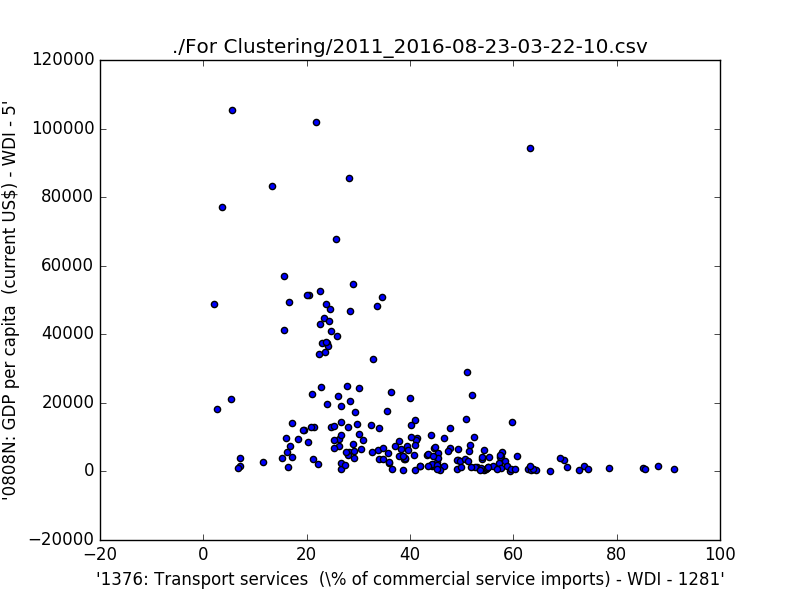 ./For Clustering/2011_2016-08-23-03-22-10.csv
120000
100000
80000
60000
40000
20000
0
−20000
'0808N: GDP per capita  (current US$) - WDI - 5'
−20 0 20 40 60 80 100
'1376: Transport services  (\% of commercial service imports) - WDI - 1281'